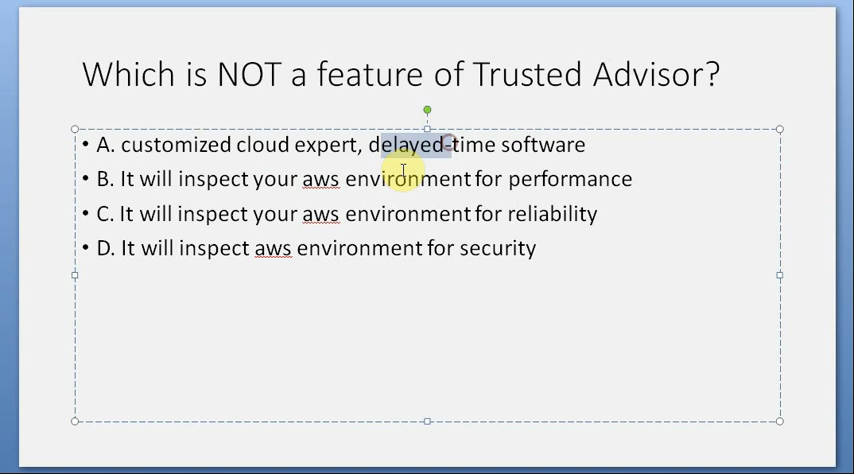 Which is NOT a feature of Trusted Advisor?
• A. customized cloud expert, delayed-time software
• B. It will inspect your aws environment for performance
• C. It will inspect your aws environment for reliability
• D. It will inspect aws environment for security